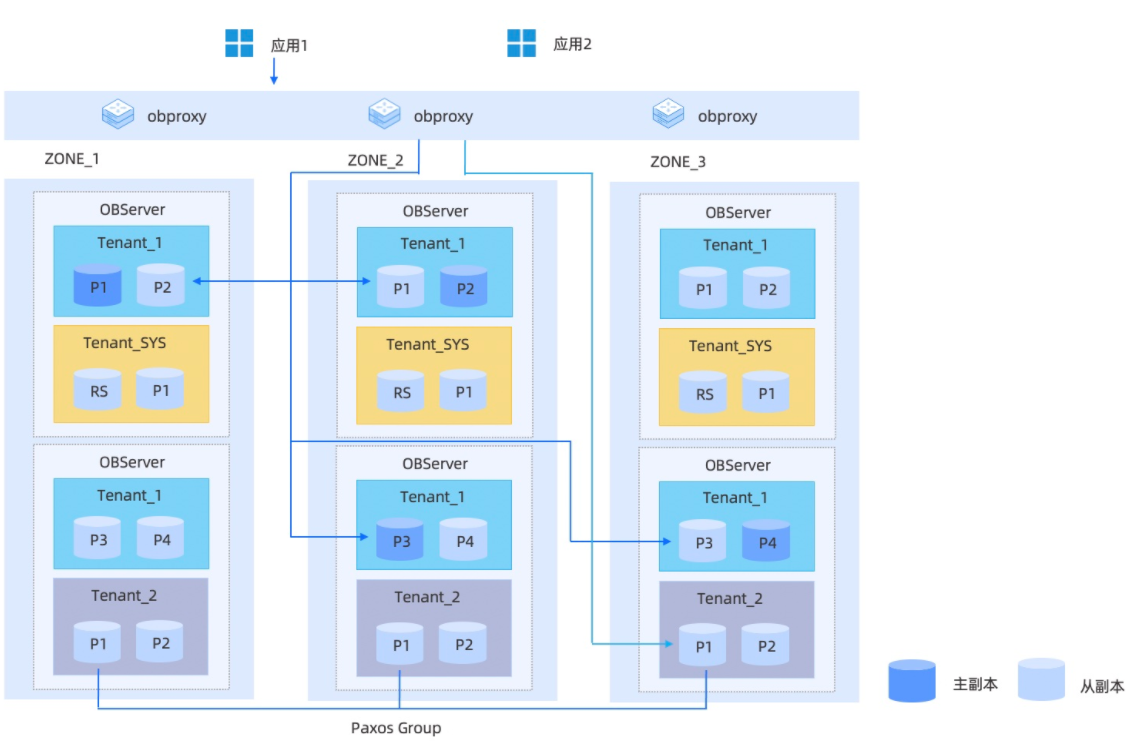 应用1
应用2
obproxy
obproxy
obproxy
ZONE_1
ZONE_2
ZONE_3
OBServer
Tenant_1
P1
P2
Tenant_SYS
RS
P1
OBServer
Tenant_1
P3
P4
Tenant_2
P1
P2
OBServer
Tenant_1
P1
P2
Tenant_SYS
RS
P1
OBServer
Tenant_1
P3
P4
Tenant_2
P1
P2
OBServer
Tenant_1
P1
P2
Tenant_SYS
RS
P1
OBServer
Tenant_1
P3
P4
Tenant_2
P1
P2
Paxos Group
主副本
从副本